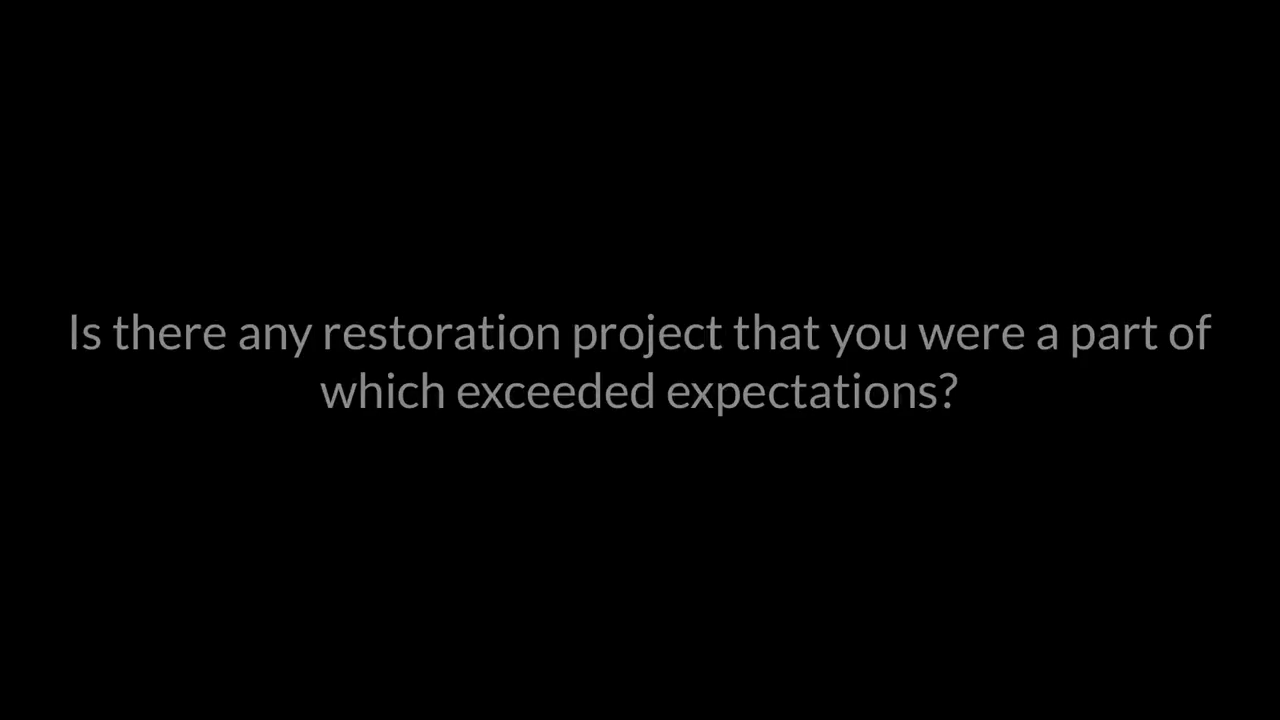 Is there any restoration project that you were a part of
which exceeded expectations?